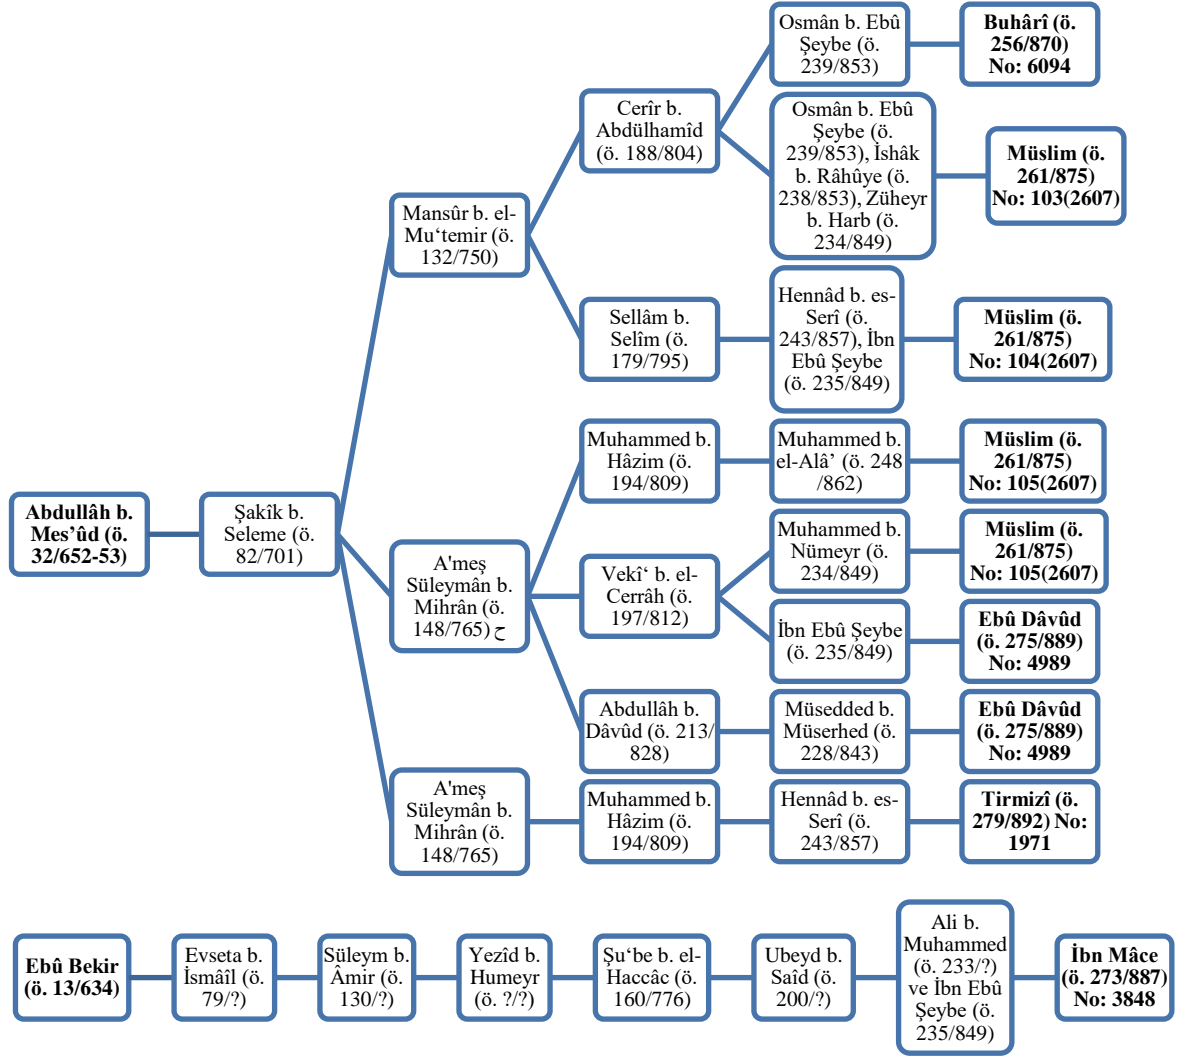 Abdullâh b.
Mes’ûd (ö.
32/652-53)
Şakîk b.
Seleme (ö.
82/701)
Mansûr b. el-
Mu‘temir (ö.
132/750)
Cerîr b.
Abdülhamîd
(ö. 188/804)
Osmân b. Ebû
Şeybe (ö.
239/853)
Buhârî (ö.
256/870)
No: 6094
Osmân b. Ebû
Şeybe (ö.
239/853), İshâk
b. Râhûye (ö.
238/853), Züheyr
b. Harb (ö.
234/849)
Müslim (ö.
261/875)
No: 103(2607)
Sellâm b.
Selîm (ö.
179/795)
Hennâd b. es-
Serî (ö.
243/857), İbn
Ebû Şeybe
(ö. 235/849)
Müslim (ö.
261/875)
No: 104(2607)
A'meş
Süleymân b.
Mihrân (ö.
148/765) ح
Muhammed b.
Hâzim (ö.
194/809)
Muhammed b.
el-Alâ’ (ö. 248
/862)
Müslim (ö.
261/875)
No: 105(2607)
Vekî‘ b. el-
Cerrâh (ö.
197/812)
Muhammed b.
Nümeyr (ö.
234/849)
Müslim (ö.
261/875)
No: 105(2607)
İbn Ebû Şeybe
(ö. 235/849)
Ebû Dâvûd
(ö. 275/889)
No: 4989
Abdullâh b.
Dâvûd (ö. 213/
828)
Müsedded b.
Müserhed (ö.
228/843)
Ebû Dâvûd
(ö. 275/889)
No: 4989
A'meş
Süleymân b.
Mihrân (ö.
148/765)
Muhammed b.
Hâzim (ö.
194/809)
Hennâd b. es-
Serî (ö.
243/857)
Tirmizî (ö.
279/892) No:
1971
Ebû Bekir
(ö. 13/634)
Evseta b.
İsmâîl (ö.
79/?)
Süleym b.
Âmir (ö.
130/?)
Yezîd b.
Humeyr
(ö. ?/?)
Şu‘be b. el-
Haccâc (ö.
160/776)
Ubeyd b.
Saîd (ö.
200/?)
Ali b.
Muhammed
(ö. 233/?)
ve İbn Ebû
Şeybe (ö.
235/849)
İbn Mâce
(ö. 273/887)
No: 3848